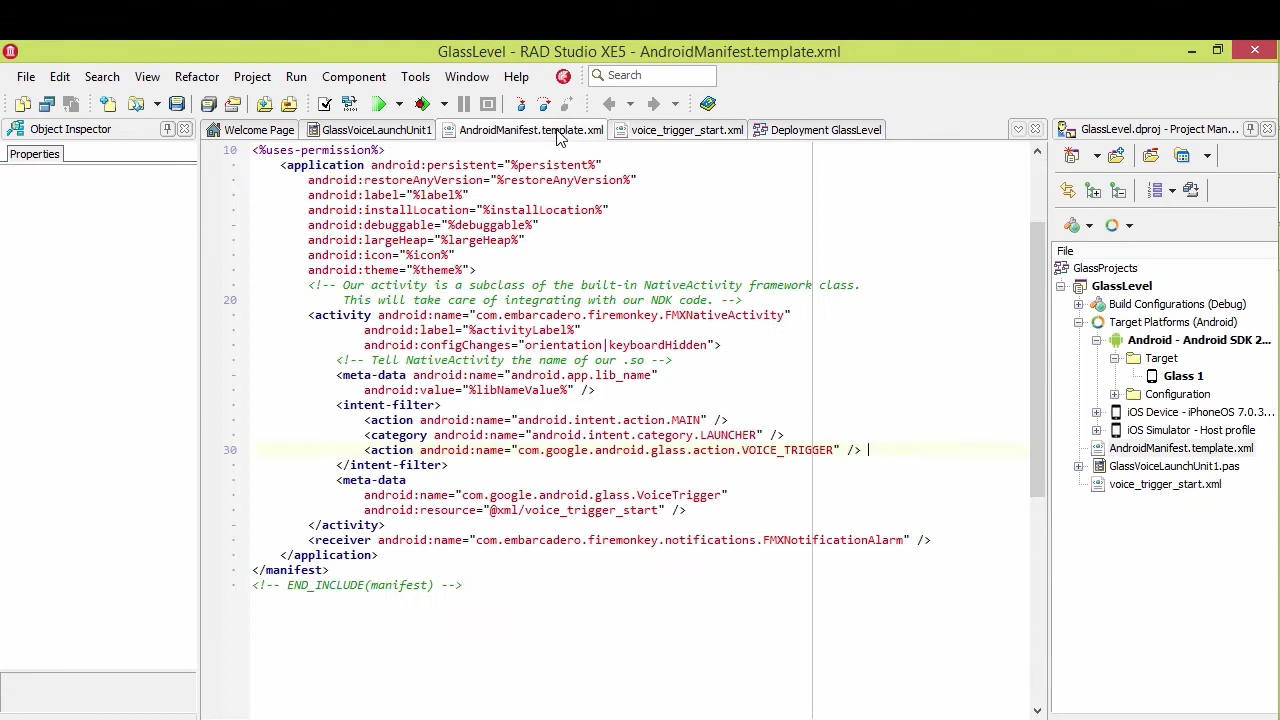 GlassLevel - RAD Studio XE5 - AndroidManifest.template.xml
File Edit Search View Refactor Project Run Component Tools Window Help Search
Object Inspector
Welcome Page GlassVoiceLaunchUnit1 AndroidManifest.template.xml voice_trigger_start.xml Deployment GlassLevel
GlassLevel.dproj - Project Man...
Properties
10 <%uses-permission%>
<application android:persistent="%persistent%"
android:restoreAnyVersion="%restoreAnyVersion%"
android:label="%label%"
android:installLocation="%installLocation%"
android:debuggable="%debuggable%"
android:largeHeap="%largeHeap%"
android:icon="%icon%"
android:theme="%theme%">
<!-- Our activity is a subclass of the built-in NativeActivity framework class.
20 This will take care of integrating with our NDK code. -->
<activity android:name="com.embarcadero.firemonkey.FMXNativeActivity"
android:label="%activityLabel%"
android:configChanges="orientation|keyboardHidden">
<!-- Tell NativeActivity the name of our .so -->
<meta-data android:name="android.app.lib_name"
android:value="%libNameValue%" />
<intent-filter>
<action android:name="android.intent.action.MAIN" />
<category android:name="android.intent.category.LAUNCHER" />
30 <action android:name="com.google.android.glass.action.VOICE_TRIGGER" />
</intent-filter>
<meta-data
android:name="com.google.android.glass.VoiceTrigger"
android:resource="@xml/voice_trigger_start" />
</activity>
<receiver android:name="com.embarcadero.firemonkey.notifications.FMXNotificationAlarm" />
</application>
</manifest>
<!-- END_INCLUDE(manifest) -->
File
GlassProjects
GlassLevel
Build Configurations (Debug)
Target Platforms (Android)
Android - Android SDK 2...
Target
Glass 1
Configuration
iOS Device - iPhoneOS 7.0.3...
iOS Simulator - Host profile
AndroidManifest.template.xml
GlassVoiceLaunchUnit1.pas
voice_trigger_start.xml